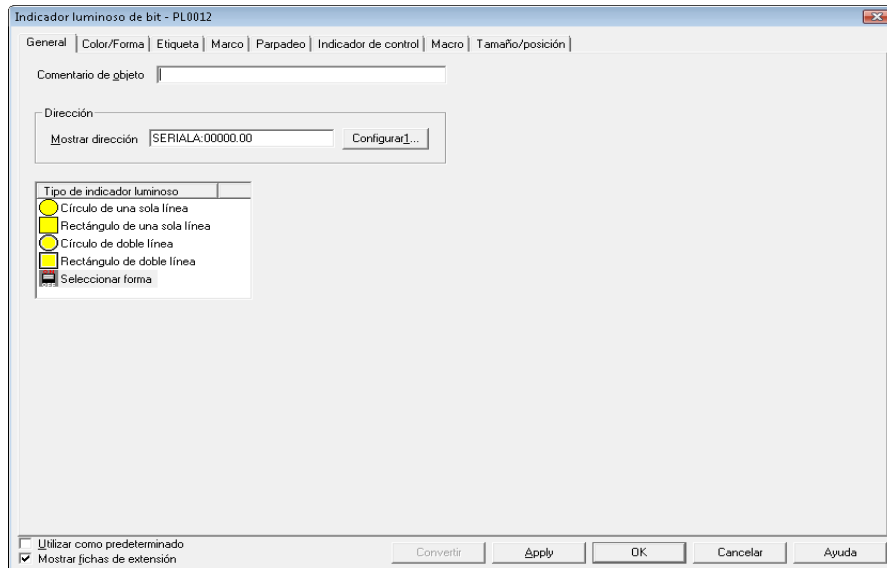 Indicador luminoso de bit - PL0012
General Color/Forma Etiqueta Marco Parpadeo Indicador de control Macro Tamaño/posición
Comentario de objeto
Dirección
Mostrar dirección SERIALA:00000.00 Configurar1...
Tipo de indicador luminoso
Círculo de una sola línea
Rectángulo de una sola línea
Círculo de doble línea
Rectángulo de doble línea
Seleccionar forma
Utilizar como predeterminado
Mostrar fichas de extensión
Convertir Apply OK Cancelar Ayuda